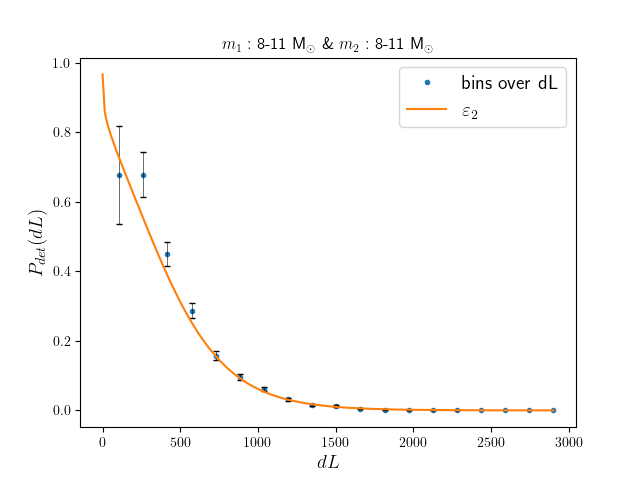 m₁ : 8-11 M⊙ & m₂ : 8-11 M⊙
1.0
0.8
0.6
0.4
0.2
0.0
P_det(dL)
bins over dL
ε₂
0 500 1000 1500 2000 2500 3000
dL